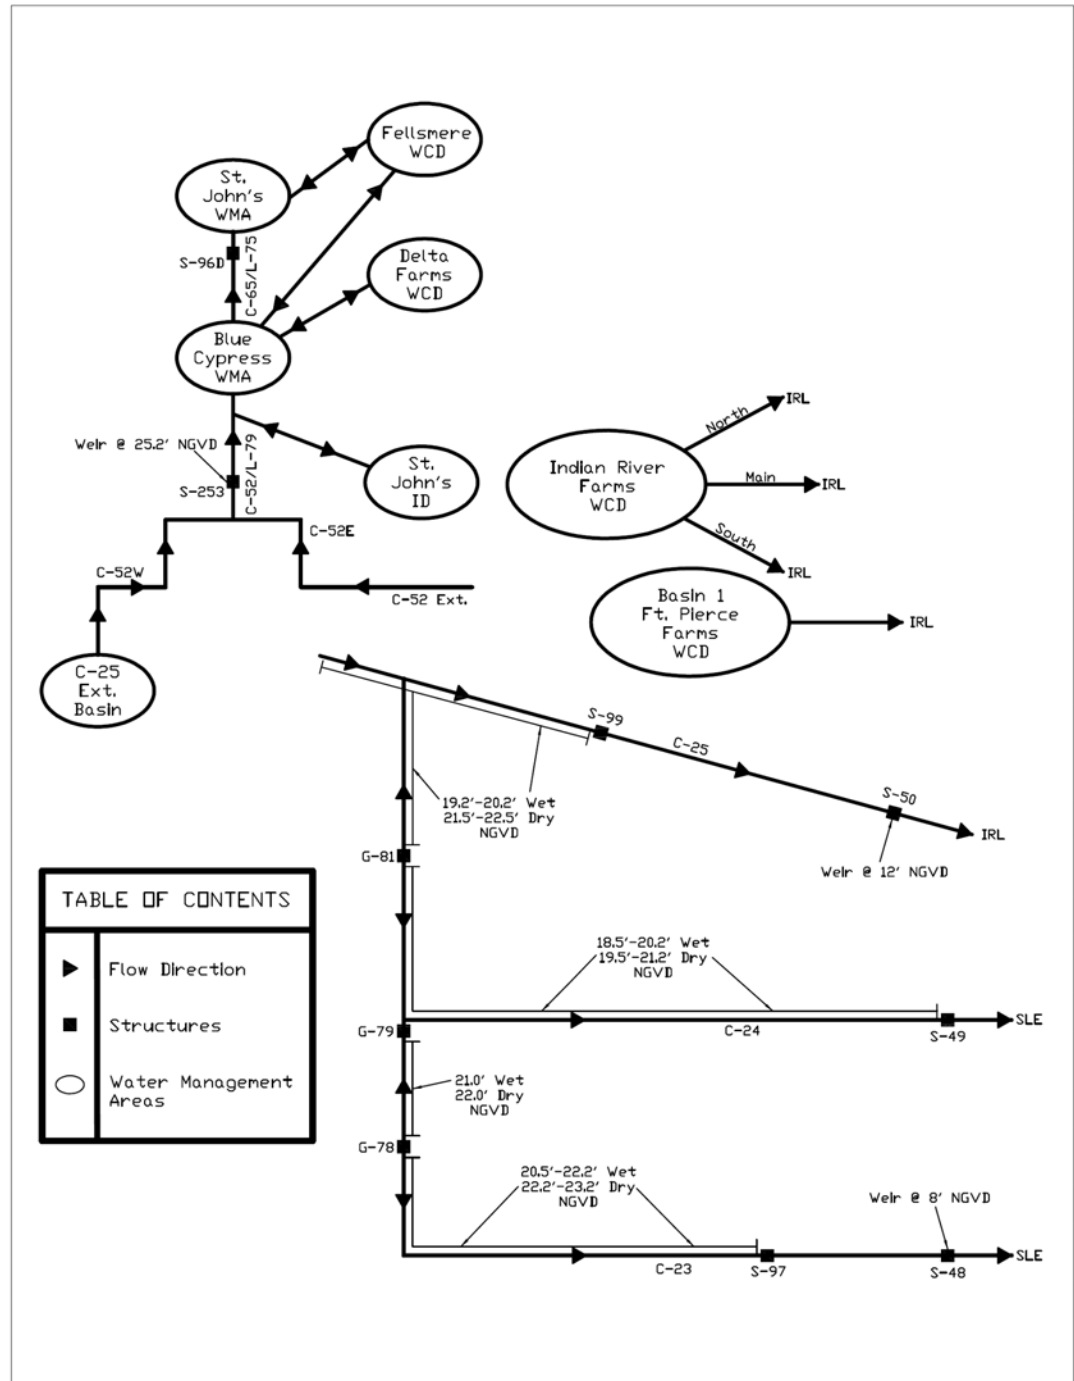 Fellsmere
WCD
St.
John's
WMA
S-96D
C-65/L-75
Delta
Farms
WCD
Blue
Cypress
WMA
Weir @ 25.2' NGVD
S-253
C-52/L-79
St.
John's
ID
C-52E
C-52W
C-52 Ext.
C-25
Ext.
Basin
North
IRL
Indian River
Farms
WCD
Main
IRL
South
IRL
Basin 1
Ft. Pierce
Farms
WCD
IRL
S-99
C-25
S-50
IRL
Weir @ 12' NGVD
19.2'-20.2' Wet
21.5'-22.5' Dry
NGVD
G-81
TABLE OF CONTENTS
Flow Direction
Structures
Water Management
Areas
18.5'-20.2' Wet
19.5'-21.2' Dry
NGVD
G-79
C-24
S-49
SLE
21.0' Wet
22.0' Dry
NGVD
G-78
20.5'-22.2' Wet
22.2'-23.2' Dry
NGVD
Weir @ 8' NGVD
C-23
S-97
S-48
SLE